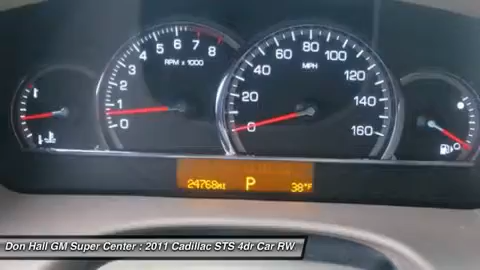 1 2 3 4 5 6 7 8
RPM x 1000
0
0 20 40 60 80 100 120 140 160
MPH
24768MI P 38°F
Don Hall GM Super Center : 2011 Cadillac STS 4dr Car RW